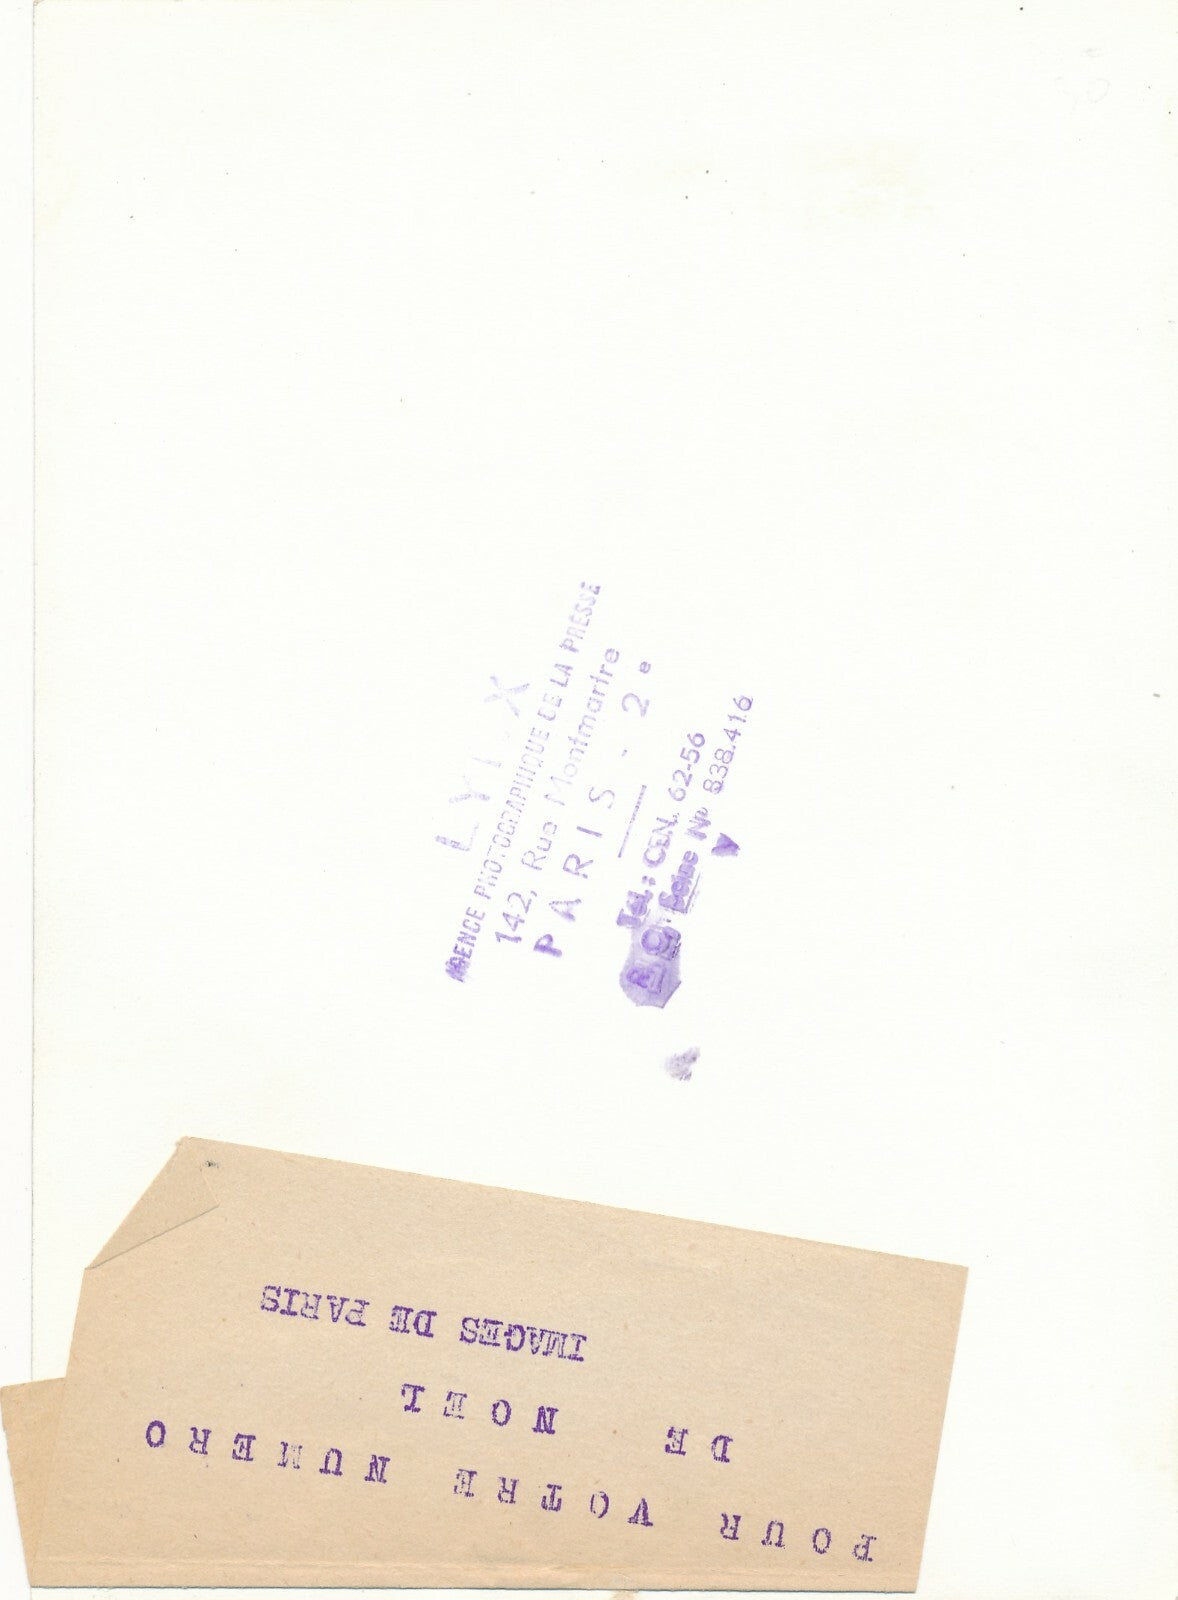 LYNX
AGENCE PHOTOGRAPHIQUE DE LA PRESSE
142, Rue Montmartre
PARIS - 2e
Tél.: CEN. 62-56
R C Seine No 838.416
POUR VOTRE NUMERO
DE NOEL
IMAGES DE PARIS